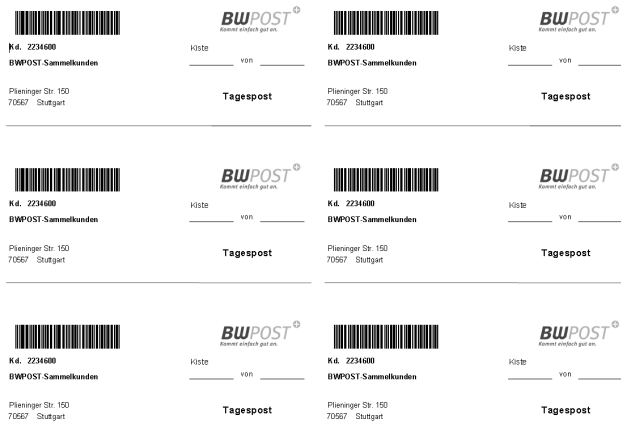 BWPOST
Kommt einfach gut an.
Kd. 2234600
Kiste
BWPOST-Sammelkunden
von
Plieninger Str. 150
70567 Stuttgart
Tagespost
BWPOST
Kommt einfach gut an.
Kd. 2234600
Kiste
BWPOST-Sammelkunden
von
Plieninger Str. 150
70567 Stuttgart
Tagespost
BWPOST
Kommt einfach gut an.
Kd. 2234600
Kiste
BWPOST-Sammelkunden
von
Plieninger Str. 150
70567 Stuttgart
Tagespost
BWPOST
Kommt einfach gut an.
Kd. 2234600
Kiste
BWPOST-Sammelkunden
von
Plieninger Str. 150
70567 Stuttgart
Tagespost
BWPOST
Kommt einfach gut an.
Kd. 2234600
Kiste
BWPOST-Sammelkunden
von
Plieninger Str. 150
70567 Stuttgart
Tagespost
BWPOST
Kommt einfach gut an.
Kd. 2234600
Kiste
BWPOST-Sammelkunden
von
Plieninger Str. 150
70567 Stuttgart
Tagespost